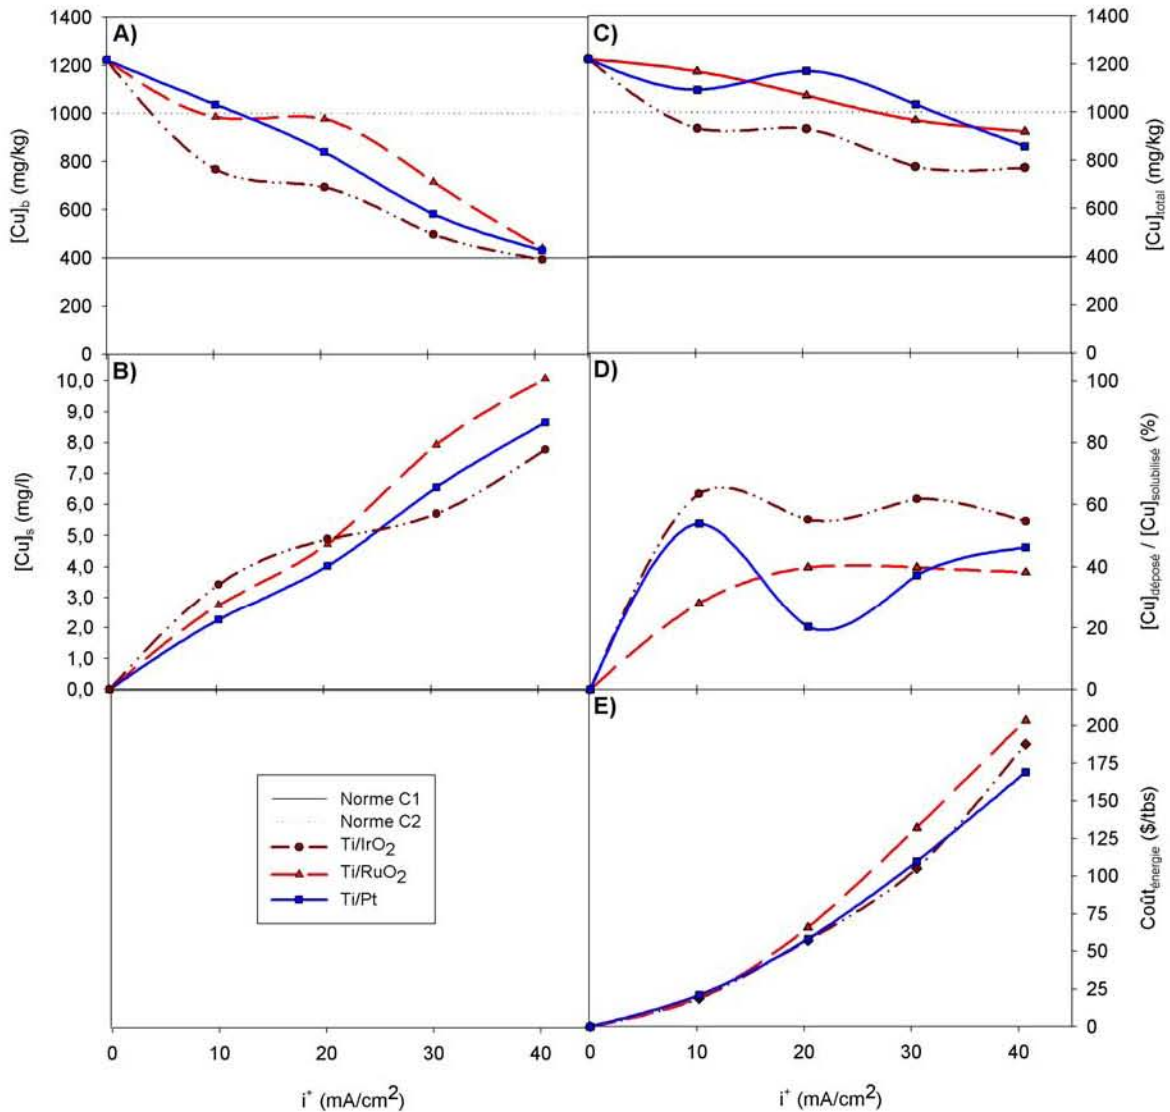 A)
1400
1200
1000
800
600
400
200
0
[Cu]b (mg/kg)
C)
1400
1200
1000
800
600
400
200
0
[Cu]total (mg/kg)
B)
10,0
9,0
8,0
7,0
6,0
5,0
4,0
3,0
2,0
1,0
0,0
[Cu]s (mg/l)
D)
100
80
60
40
20
0
[Cu]déposé / [Cu]solubilisé (%)
Norme C1
Norme C2
Ti/IrO2
Ti/RuO2
Ti/Pt
0 10 20 30 40
i+ (mA/cm2)
E)
200
175
150
125
100
75
50
25
0
Coûténergie ($/tbs)
0 10 20 30 40
i+ (mA/cm2)